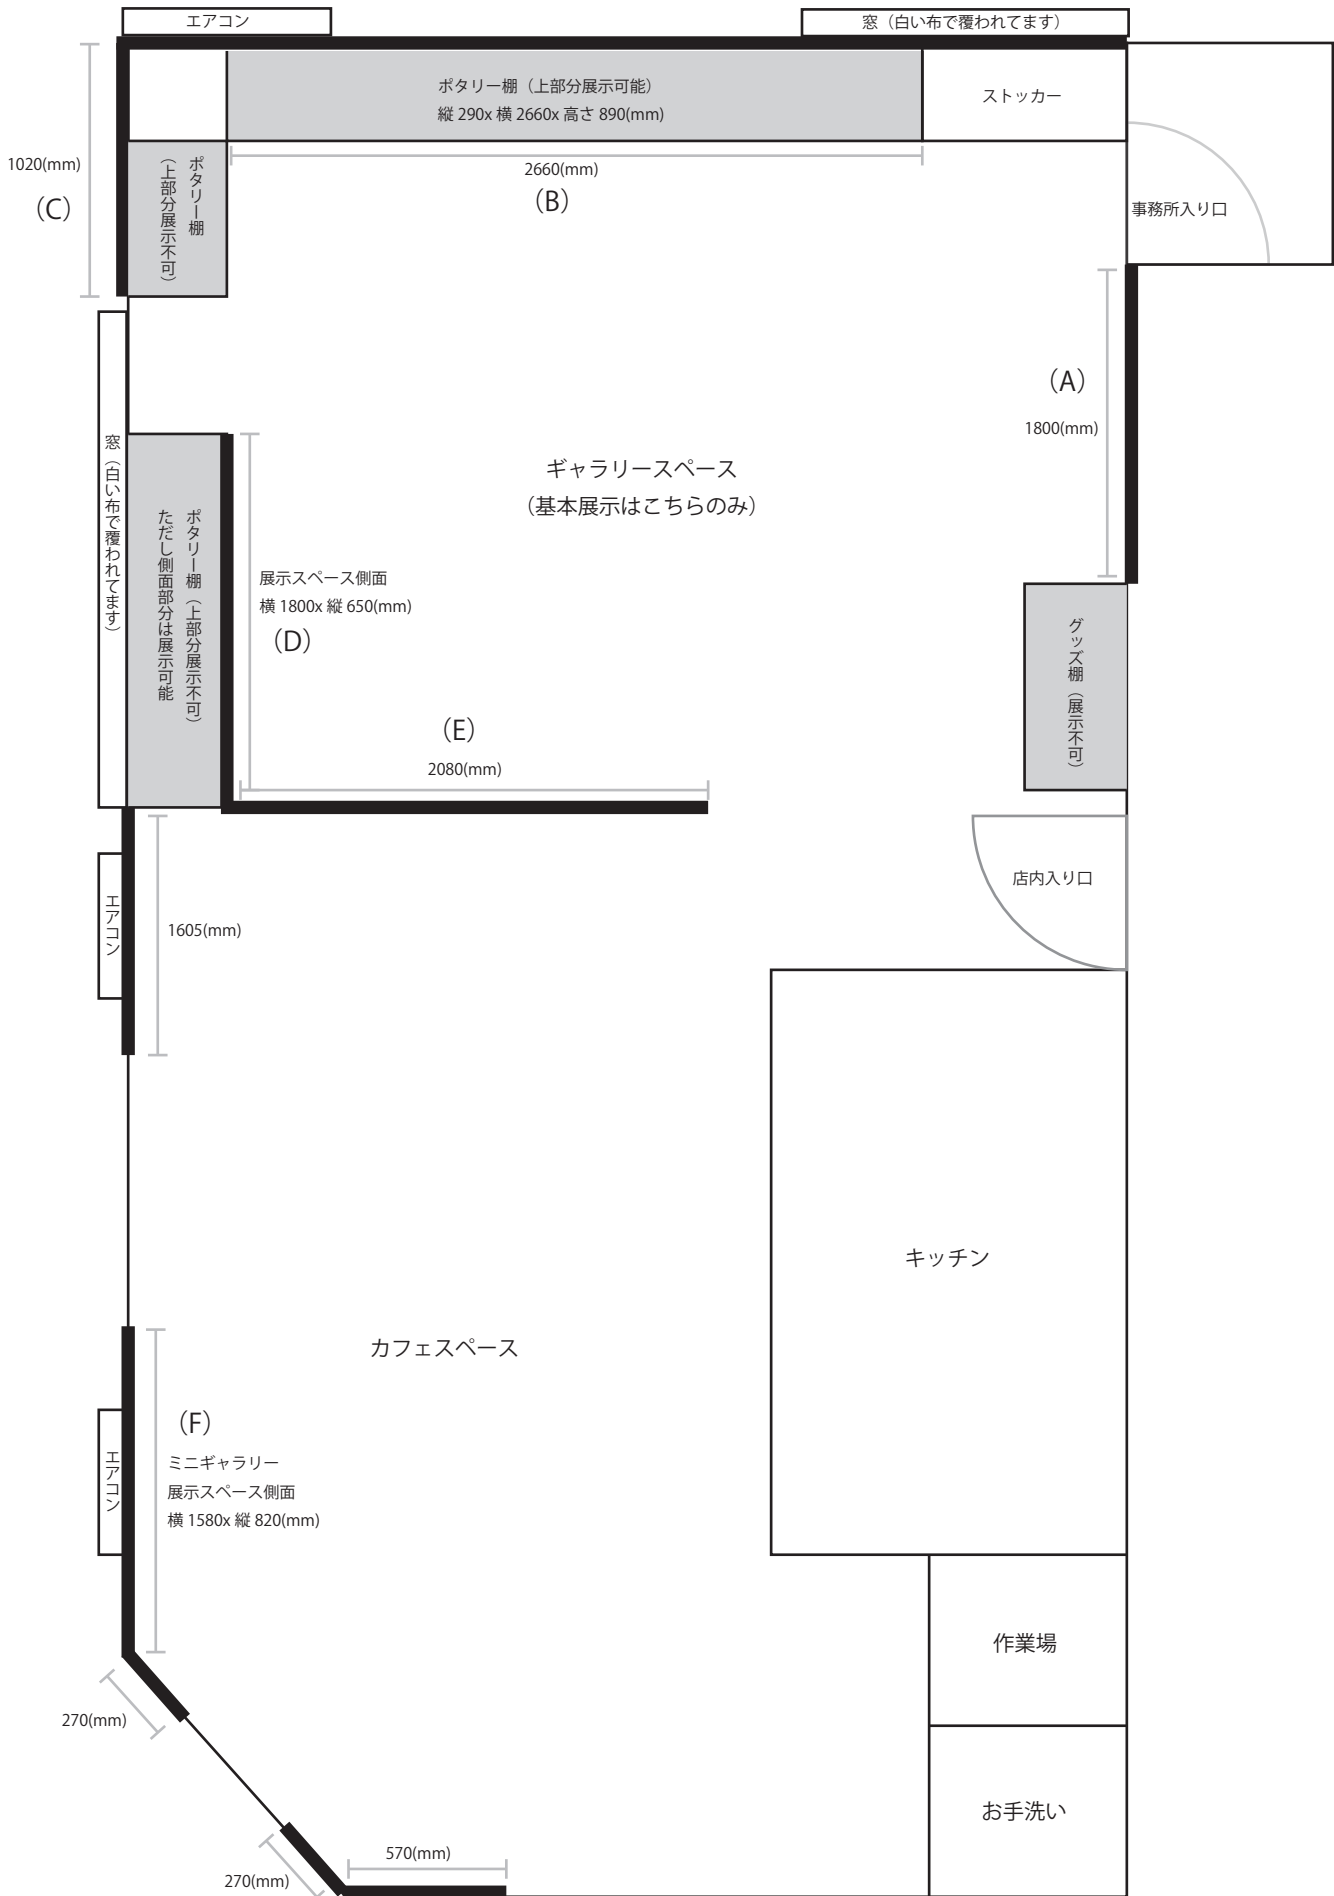 エアコン
窓（白い布で覆われてます）
ポタリー棚（上部分展示可能）
縦 290x 横 2660x 高さ 890(mm)
ストッカー
1020(mm)
（C）
ポタリー棚
（上部分展示不可）
2660(mm)
（B）
事務所入り口
（A）
1800(mm)
窓（白い布で覆われてます）
ギャラリースペース
（基本展示はこちらのみ）
ポタリー棚（上部分展示不可）
ただし側面部分は展示可能
展示スペース側面
横 1800x 縦 650(mm)
（D）
グッズ棚（展示不可）
（E）
2080(mm)
店内入り口
エアコン
1605(mm)
キッチン
カフェスペース
（F）
エアコン
ミニギャラリー
展示スペース側面
横 1580x 縦 820(mm)
作業場
270(mm)
お手洗い
570(mm)
270(mm)